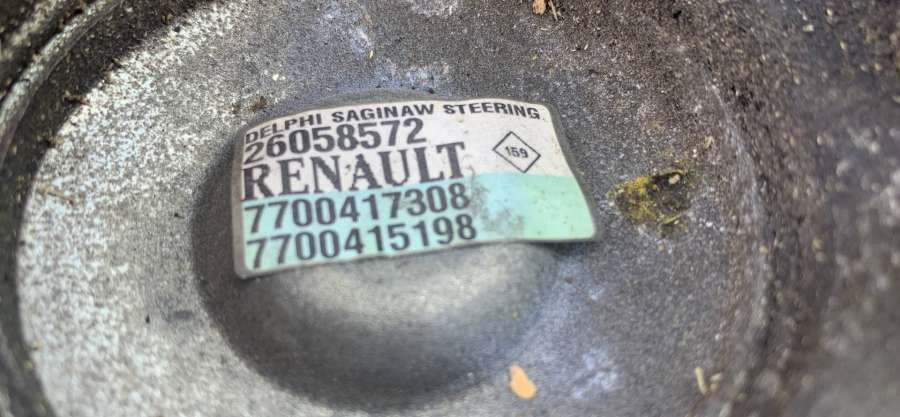 DELPHI SAGINAW STEERING
26058572
RENAULT
159
7700417308
7700415198